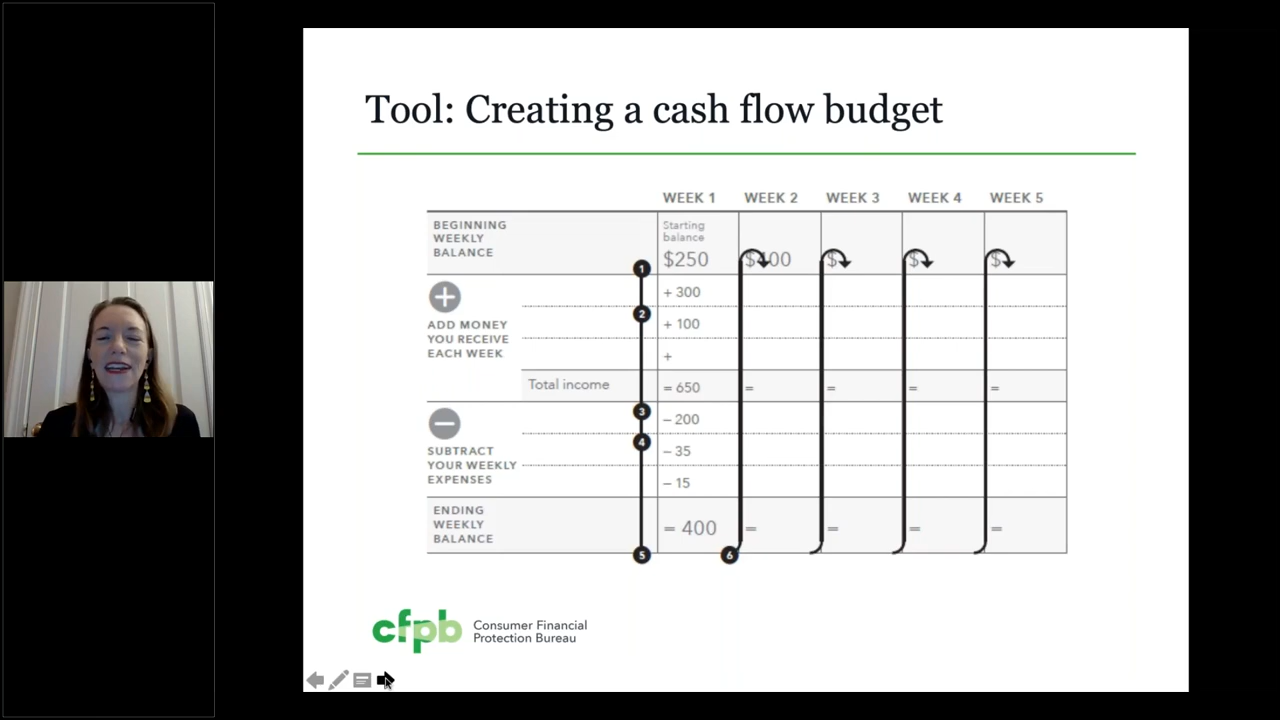 Tool: Creating a cash flow budget
WEEK 1 WEEK 2 WEEK 3 WEEK 4 WEEK 5
BEGINNING
WEEKLY
BALANCE
Starting
balance
$250 $400 $ $ $
1
+ 300
2
+ 100
ADD MONEY
YOU RECEIVE
EACH WEEK
+
Total income = 650 = = = =
3
− 200
4
SUBTRACT
YOUR WEEKLY
EXPENSES
− 35
− 15
ENDING
WEEKLY
BALANCE
= 400 = = = =
5 6
cfpb
Consumer Financial
Protection Bureau